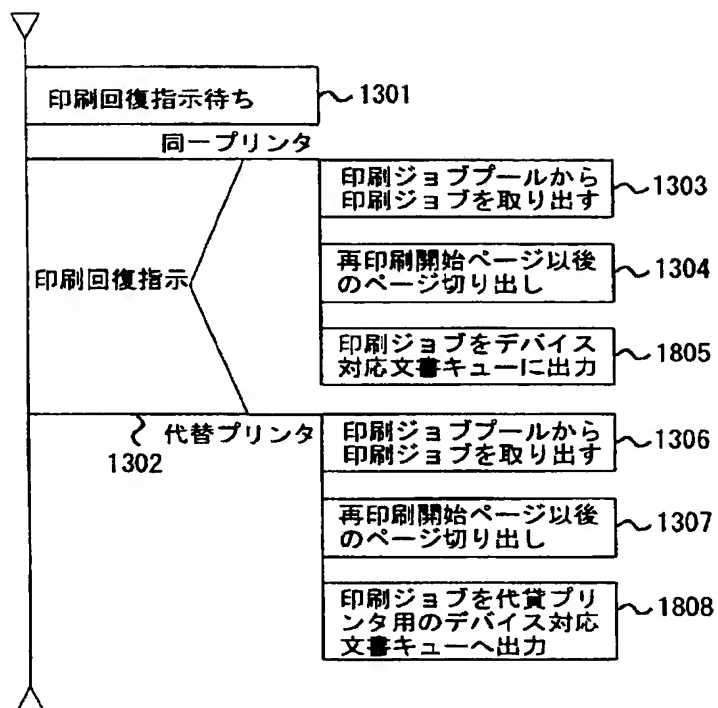 印刷回復指示待ち
1301
同一プリンタ
印刷ジョブプールから
印刷ジョブを取り出す
1303
再印刷開始ページ以後
のページ切り出し
1304
印刷回復指示
印刷ジョブをデバイス
対応文書キューに出力
1805
1302
代替プリンタ
印刷ジョブプールから
印刷ジョブを取り出す
1306
再印刷開始ページ以後
のページ切り出し
1307
印刷ジョブを代貸プリ
ンタ用のデバイス対応
文書キューへ出力
1808